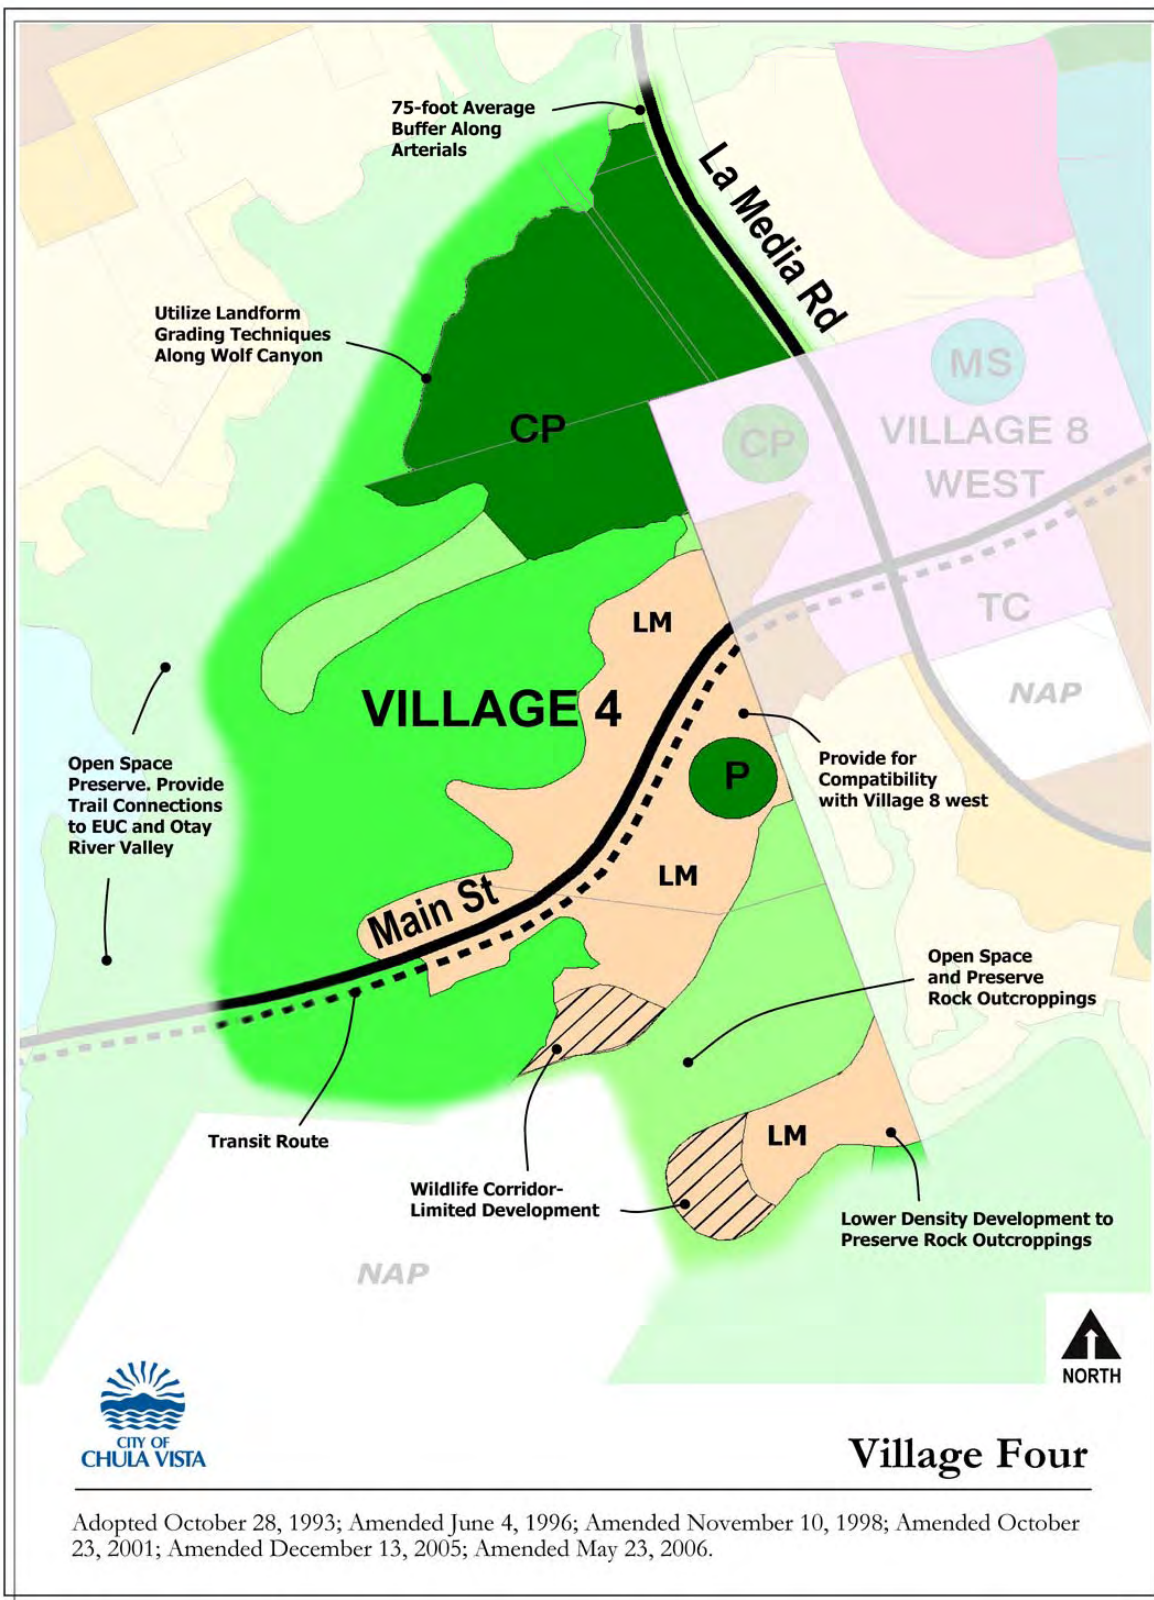 75-foot Average
Buffer Along
Arterials
La Media Rd
Utilize Landform
Grading Techniques
Along Wolf Canyon
MS
CP
CP
VILLAGE 8
WEST
TC
LM
NAP
VILLAGE 4
P
Provide for
Compatibility
with Village 8 west
Open Space
Preserve. Provide
Trail Connections
to EUC and Otay
River Valley
LM
Main St
Open Space
and Preserve
Rock Outcroppings
Transit Route
LM
Wildlife Corridor-
Limited Development
Lower Density Development to
Preserve Rock Outcroppings
NAP
NORTH
CITY OF
CHULA VISTA
Village Four
Adopted October 28, 1993; Amended June 4, 1996; Amended November 10, 1998; Amended October
23, 2001; Amended December 13, 2005; Amended May 23, 2006.